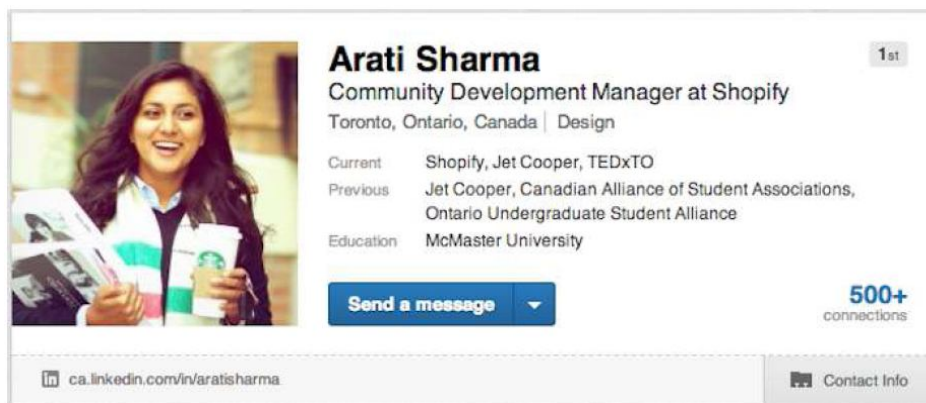 Arati Sharma
1st
Community Development Manager at Shopify
Toronto, Ontario, Canada | Design
Current Shopify, Jet Cooper, TEDxTO
Previous Jet Cooper, Canadian Alliance of Student Associations,
Ontario Undergraduate Student Alliance
Education McMaster University
Send a message
500+
connections
in ca.linkedin.com/in/aratisharma
Contact Info